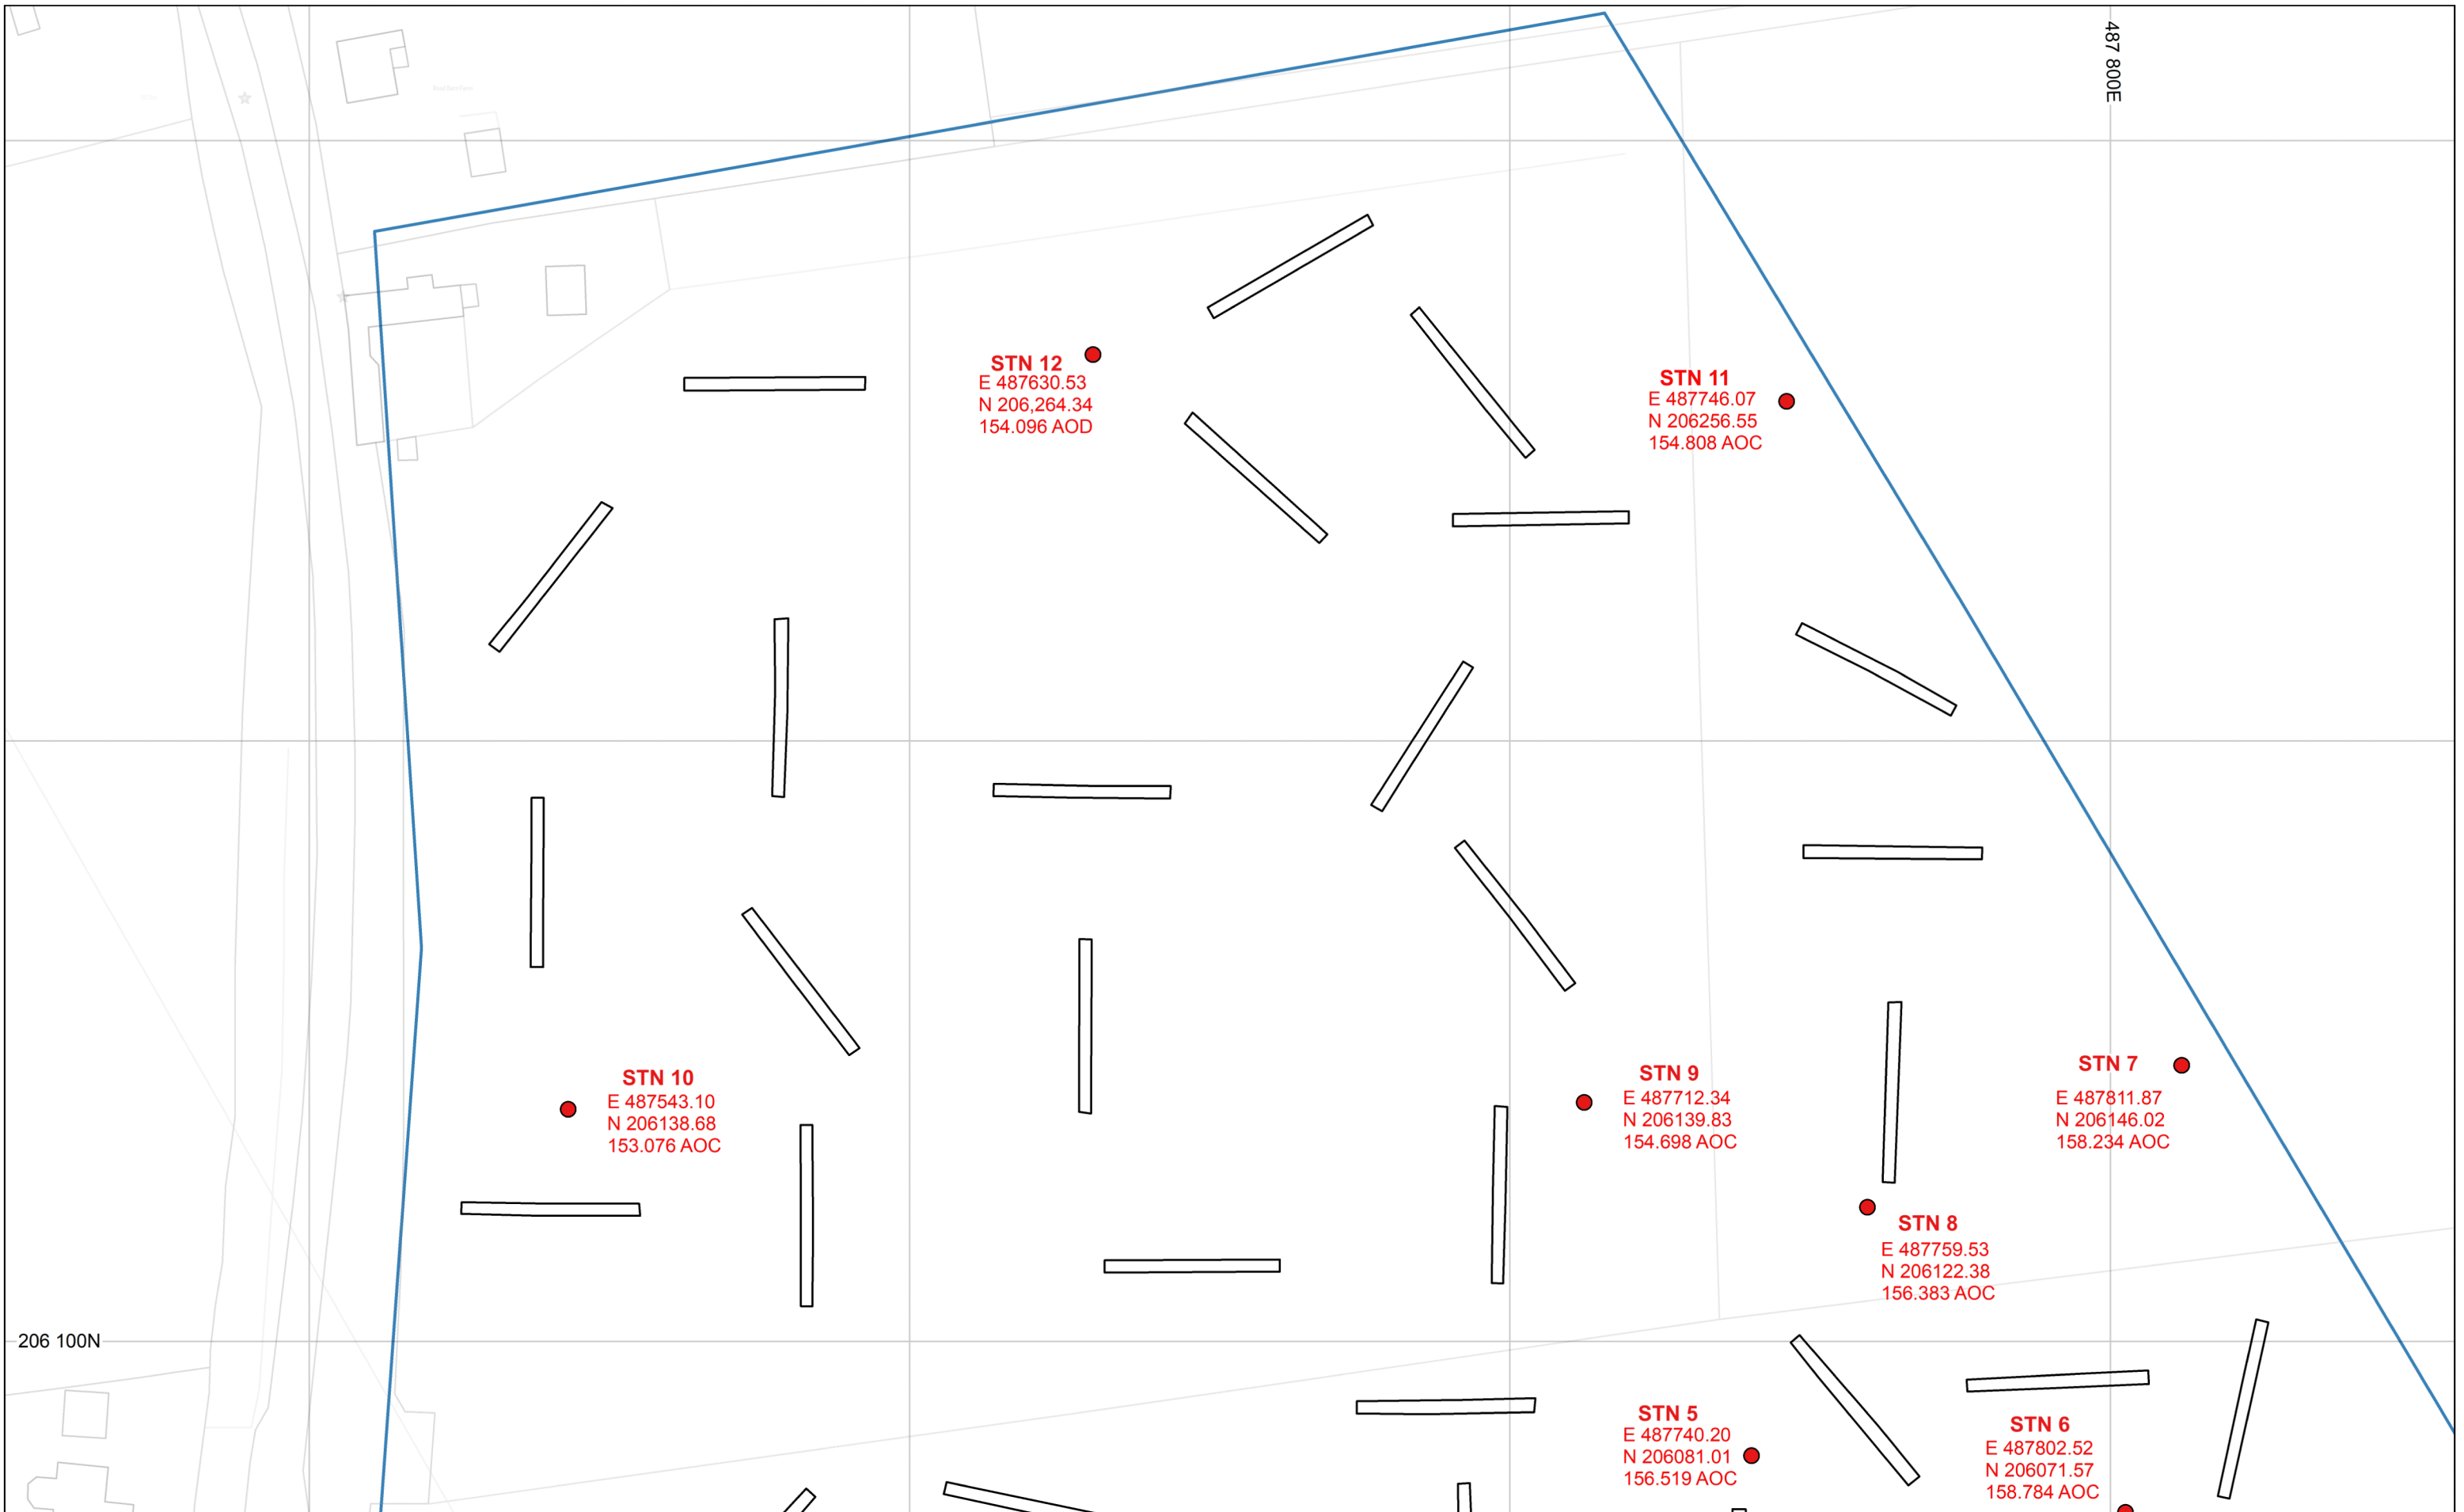 487 800E
STN 12
E 487630.53
N 206,264.34
154.096 AOD
STN 11
E 487746.07
N 206256.55
154.808 AOC
STN 10
E 487543.10
N 206138.68
153.076 AOC
STN 9
E 487712.34
N 206139.83
154.698 AOC
STN 7
E 487811.87
N 206146.02
158.234 AOC
STN 8
E 487759.53
N 206122.38
156.383 AOC
206 100N
STN 5
E 487740.20
N 206081.01
156.519 AOC
STN 6
E 487802.52
N 206071.57
158.784 AOC